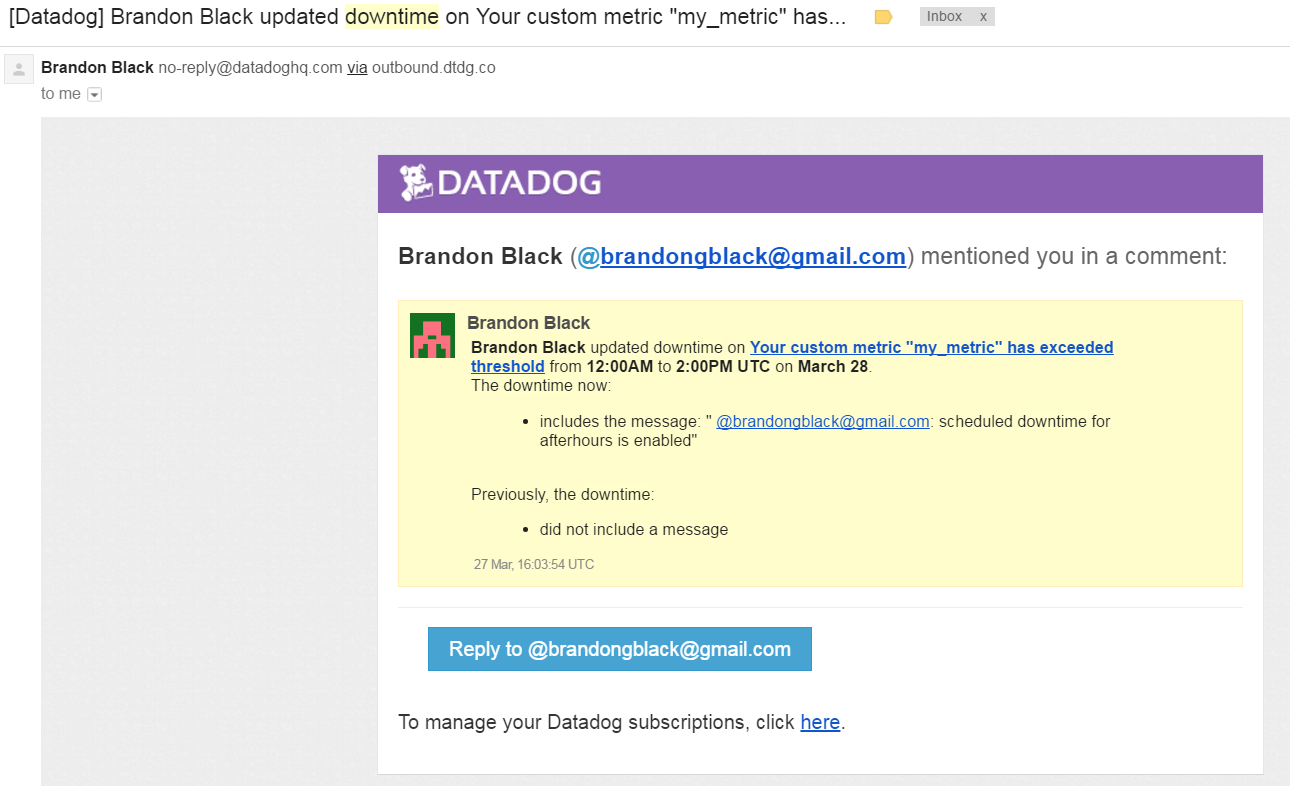 [Datadog] Brandon Black updated downtime on Your custom metric "my_metric" has...
Inbox x
Brandon Black no-reply@datadoghq.com via outbound.dtdg.co
to me
DATADOG
Brandon Black (@brandongblack@gmail.com) mentioned you in a comment:
Brandon Black
Brandon Black updated downtime on Your custom metric "my_metric" has exceeded
threshold from 12:00AM to 2:00PM UTC on March 28.
The downtime now:
• includes the message: " @brandongblack@gmail.com: scheduled downtime for
afterhours is enabled"
Previously, the downtime:
• did not include a message
27 Mar, 16:03:54 UTC
Reply to @brandongblack@gmail.com
To manage your Datadog subscriptions, click here.